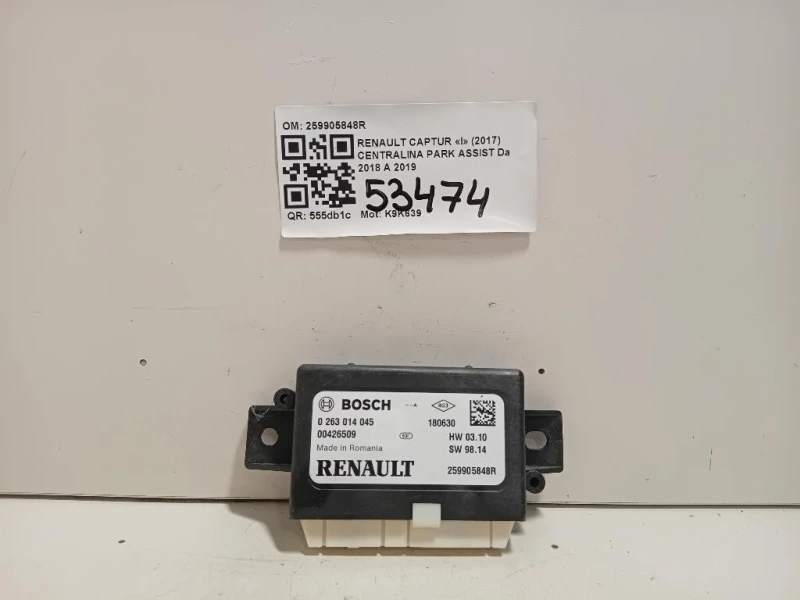 OM: 259905848R
RENAULT CAPTUR «I» (2017)
CENTRALINA PARK ASSIST Da
2018 A 2019
53474
QR: 555db1c Mot: K9K639
BOSCH
0 263 014 045 180630
00426509 HW 03.10
Made in Romania SW 98.14
RENAULT 259905848R